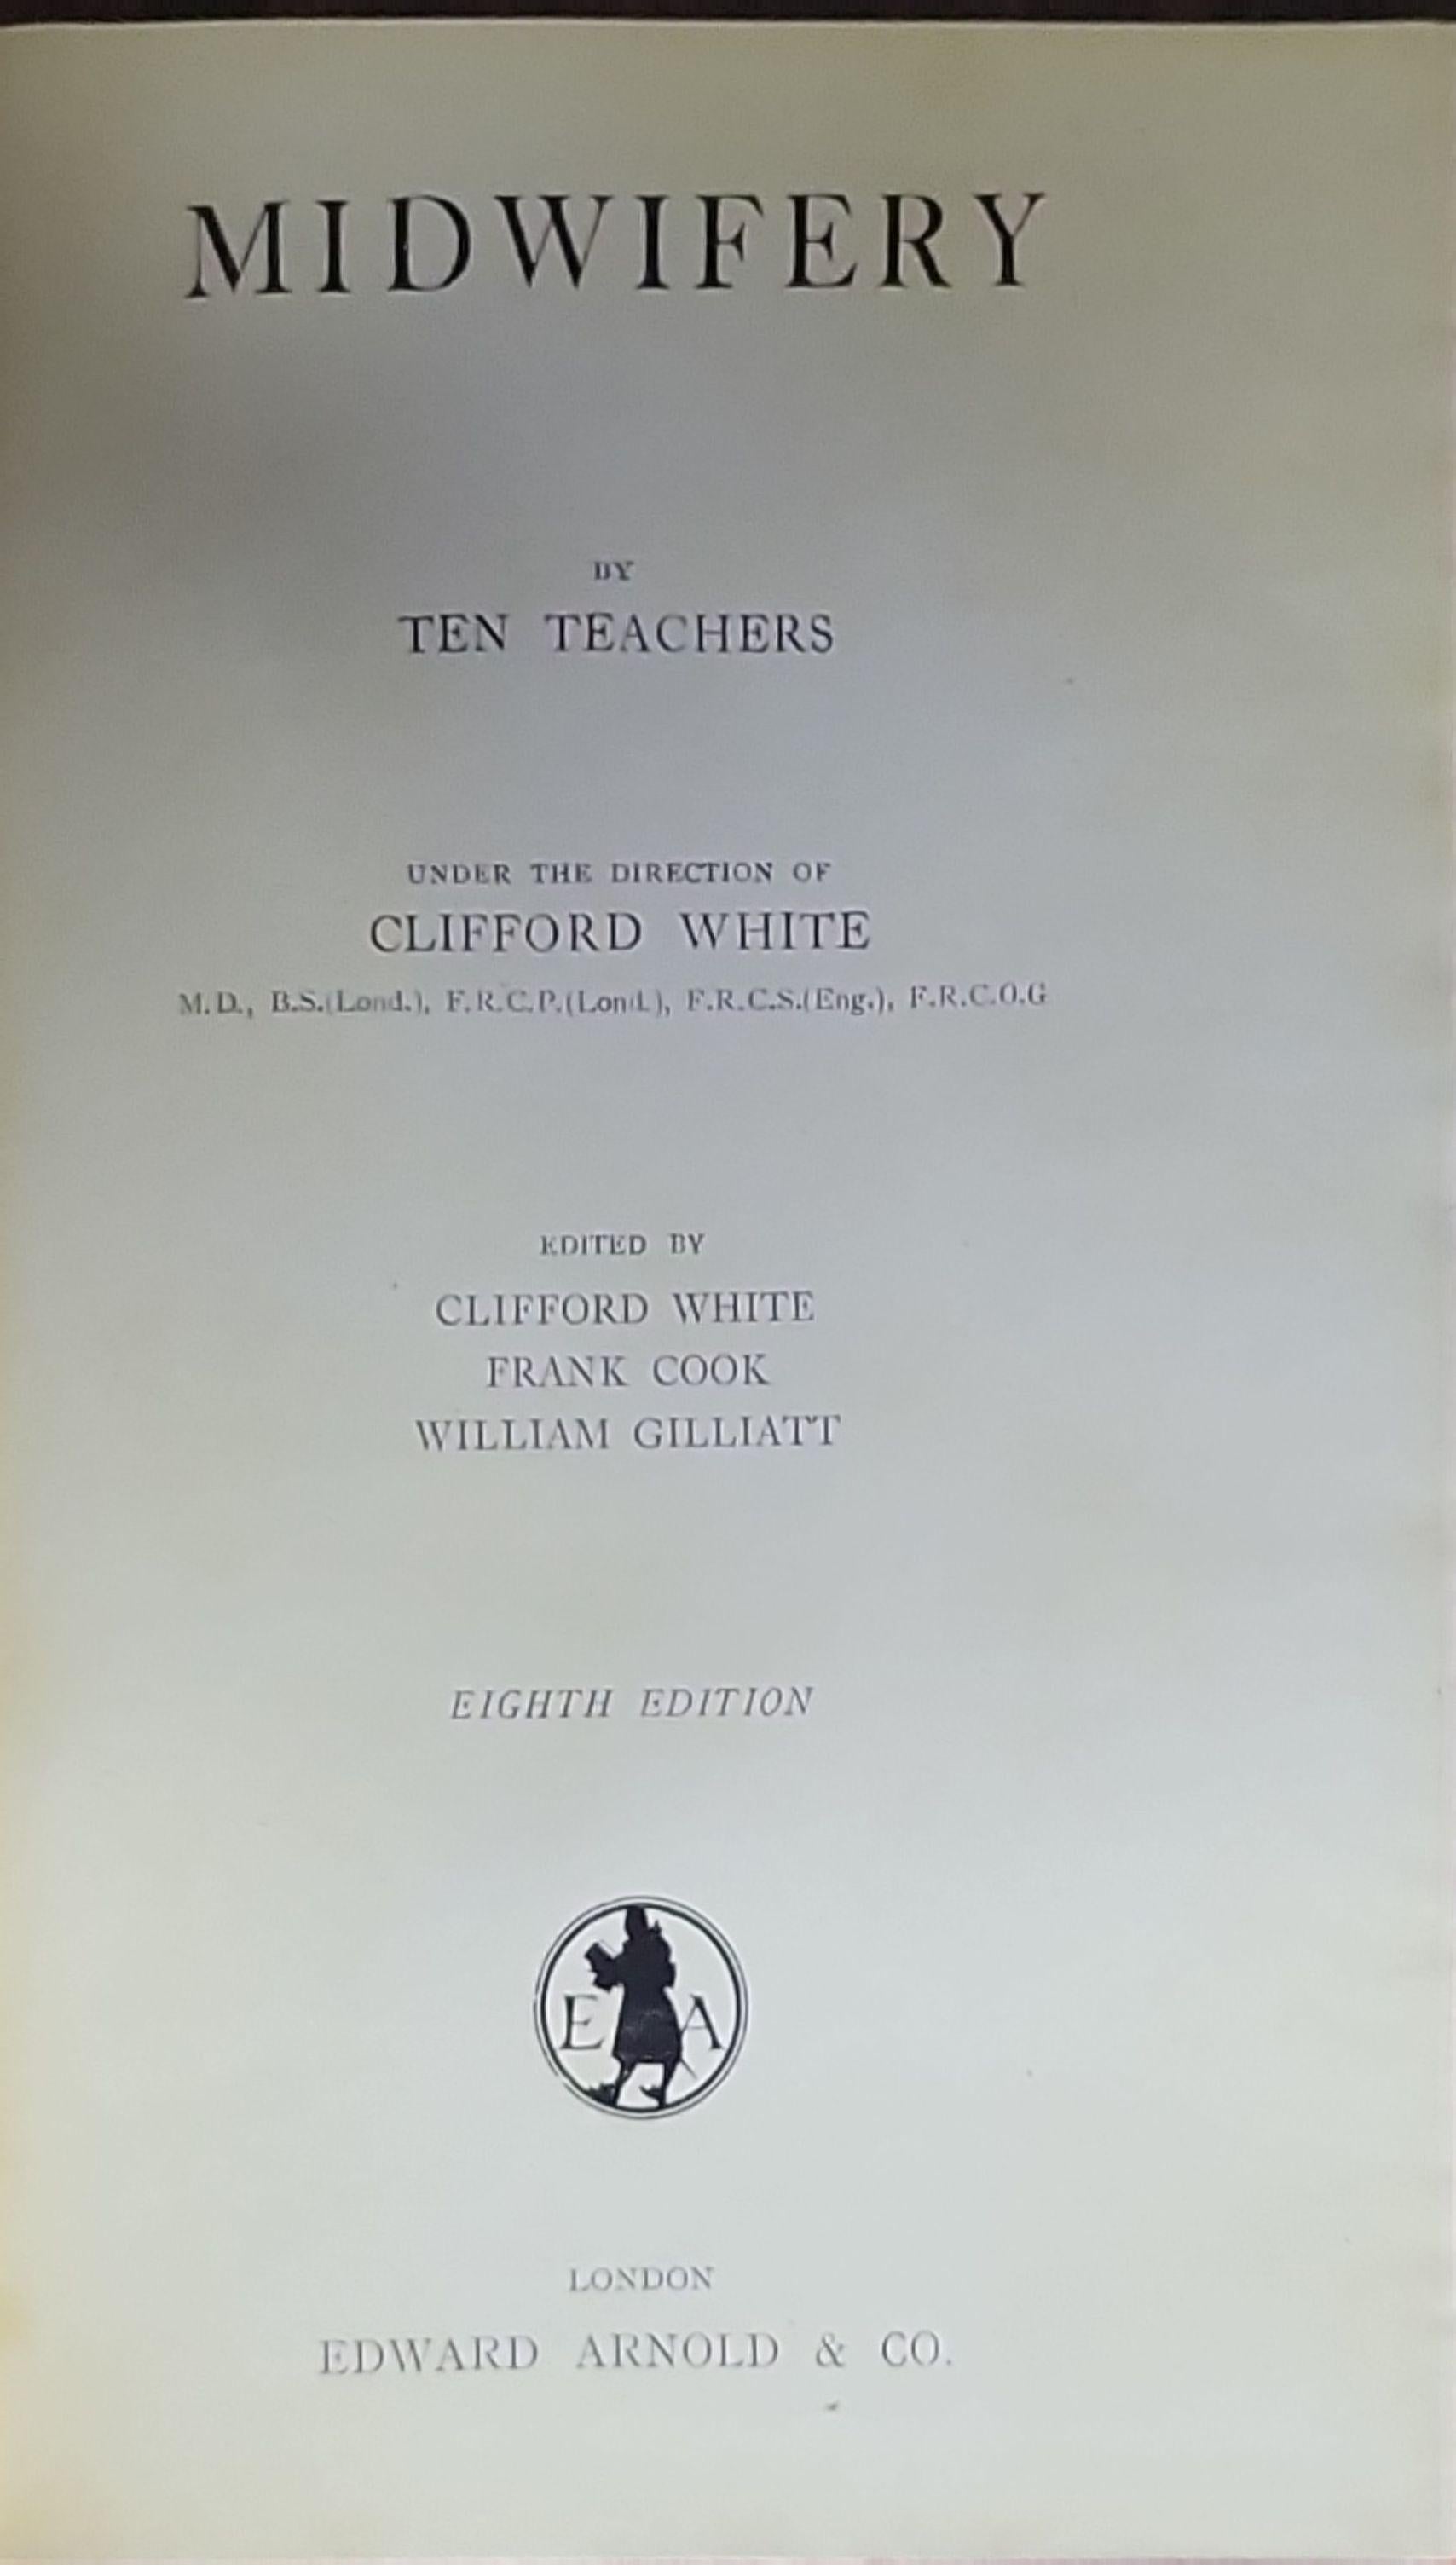 MIDWIFERY
BY
TEN TEACHERS
UNDER THE DIRECTION OF
CLIFFORD WHITE
M.D., B.S.(Lond.), F.R.C.P.(Lond.), F.R.C.S.(Eng.), F.R.C.O.G
EDITED BY
CLIFFORD WHITE
FRANK COOK
WILLIAM GILLIATT
EIGHTH EDITION
E A
LONDON
EDWARD ARNOLD & CO.